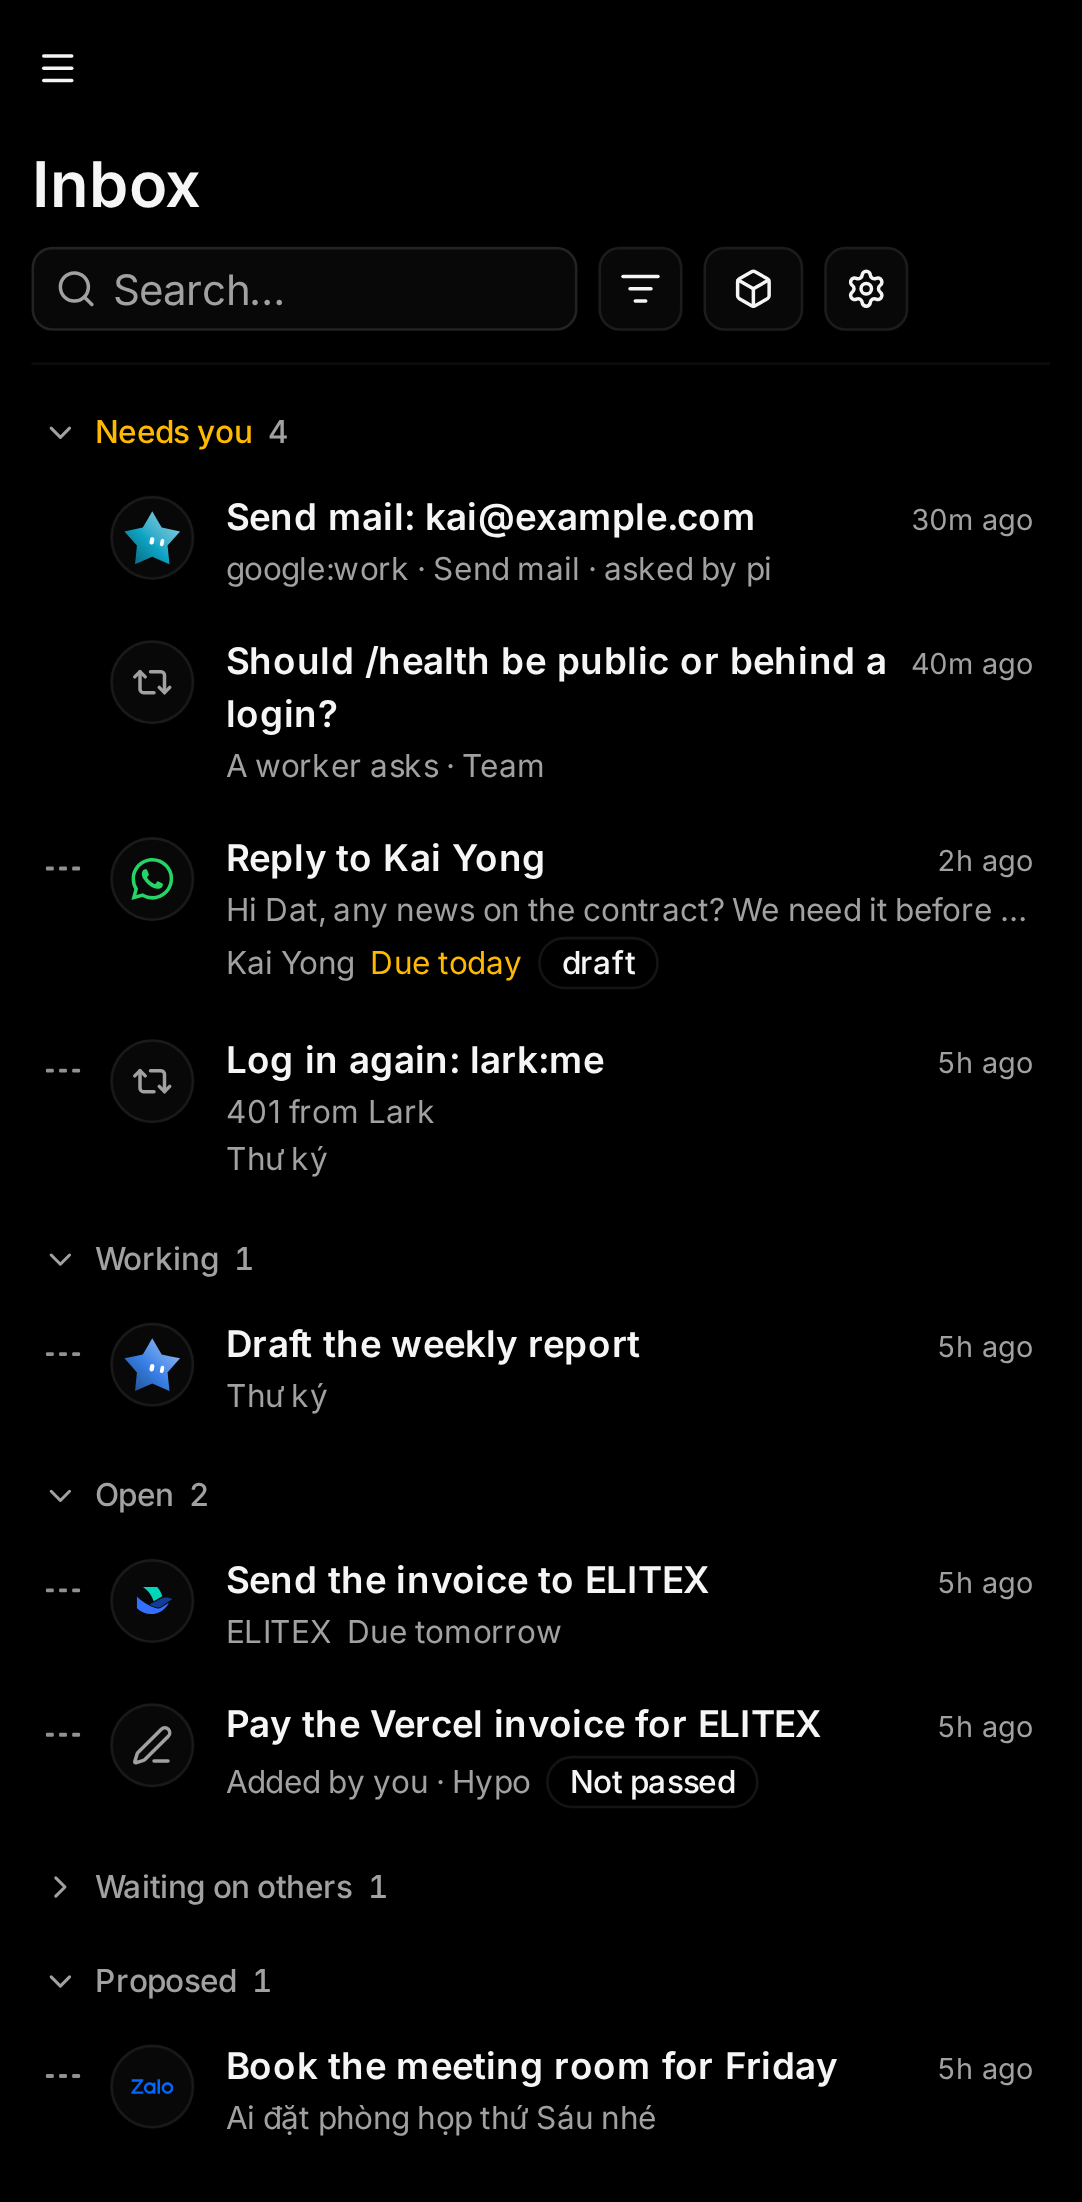 Inbox
Search...
Needs you 4
Send mail: kai@example.com 30m ago
google:work · Send mail · asked by pi
Should /health be public or behind a 40m ago
login?
A worker asks · Team
Reply to Kai Yong 2h ago
Hi Dat, any news on the contract? We need it before ...
Kai Yong Due today draft
Log in again: lark:me 5h ago
401 from Lark
Thư ký
Working 1
Draft the weekly report 5h ago
Thư ký
Open 2
Send the invoice to ELITEX 5h ago
ELITEX Due tomorrow
Pay the Vercel invoice for ELITEX 5h ago
Added by you · Hypo Not passed
Waiting on others 1
Proposed 1
Book the meeting room for Friday 5h ago
Zalo
Ai đặt phòng họp thứ Sáu nhé